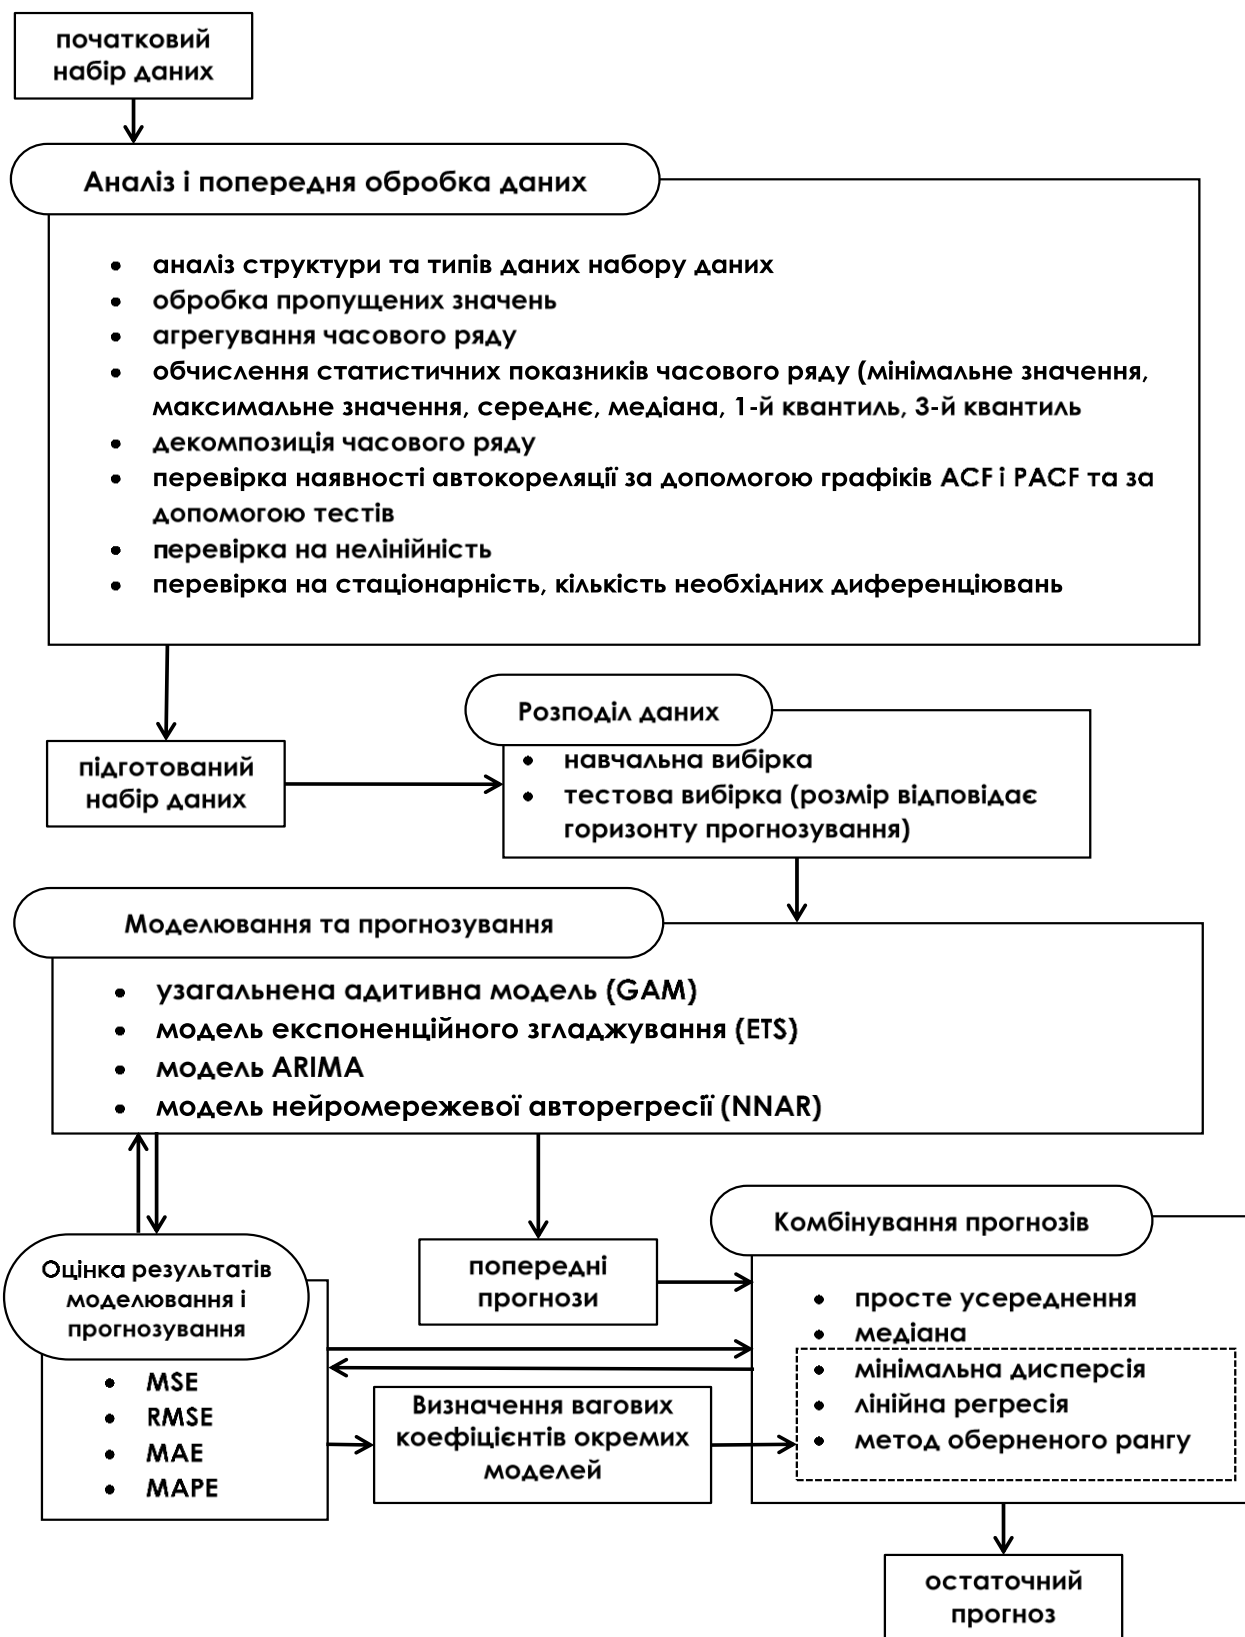 початковий
набір даних
Аналіз і попередня обробка даних
• аналіз структури та типів даних набору даних
• обробка пропущених значень
• агрегування часового ряду
• обчислення статистичних показників часового ряду (мінімальне значення,
максимальне значення, середнє, медіана, 1-й квантиль, 3-й квантиль
• декомпозиція часового ряду
• перевірка наявності автокореляції за допомогою графіків ACF і PACF та за
допомогою тестів
• перевірка на нелінійність
• перевірка на стаціонарність, кількість необхідних диференціювань
підготований
набір даних
Розподіл даних
• навчальна вибірка
• тестова вибірка (розмір відповідає
горизонту прогнозування)
Моделювання та прогнозування
• узагальнена адитивна модель (GAM)
• модель експоненційного згладжування (ETS)
• модель ARIMA
• модель нейромережевої авторегресії (NNAR)
Оцінка результатів
моделювання і
прогнозування
• MSE
• RMSE
• MAE
• MAPE
попередні
прогнози
Визначення вагових
коефіцієнтів окремих
моделей
Комбінування прогнозів
• просте усереднення
• медіана
• мінімальна дисперсія
• лінійна регресія
• метод оберненого рангу
остаточний
прогноз